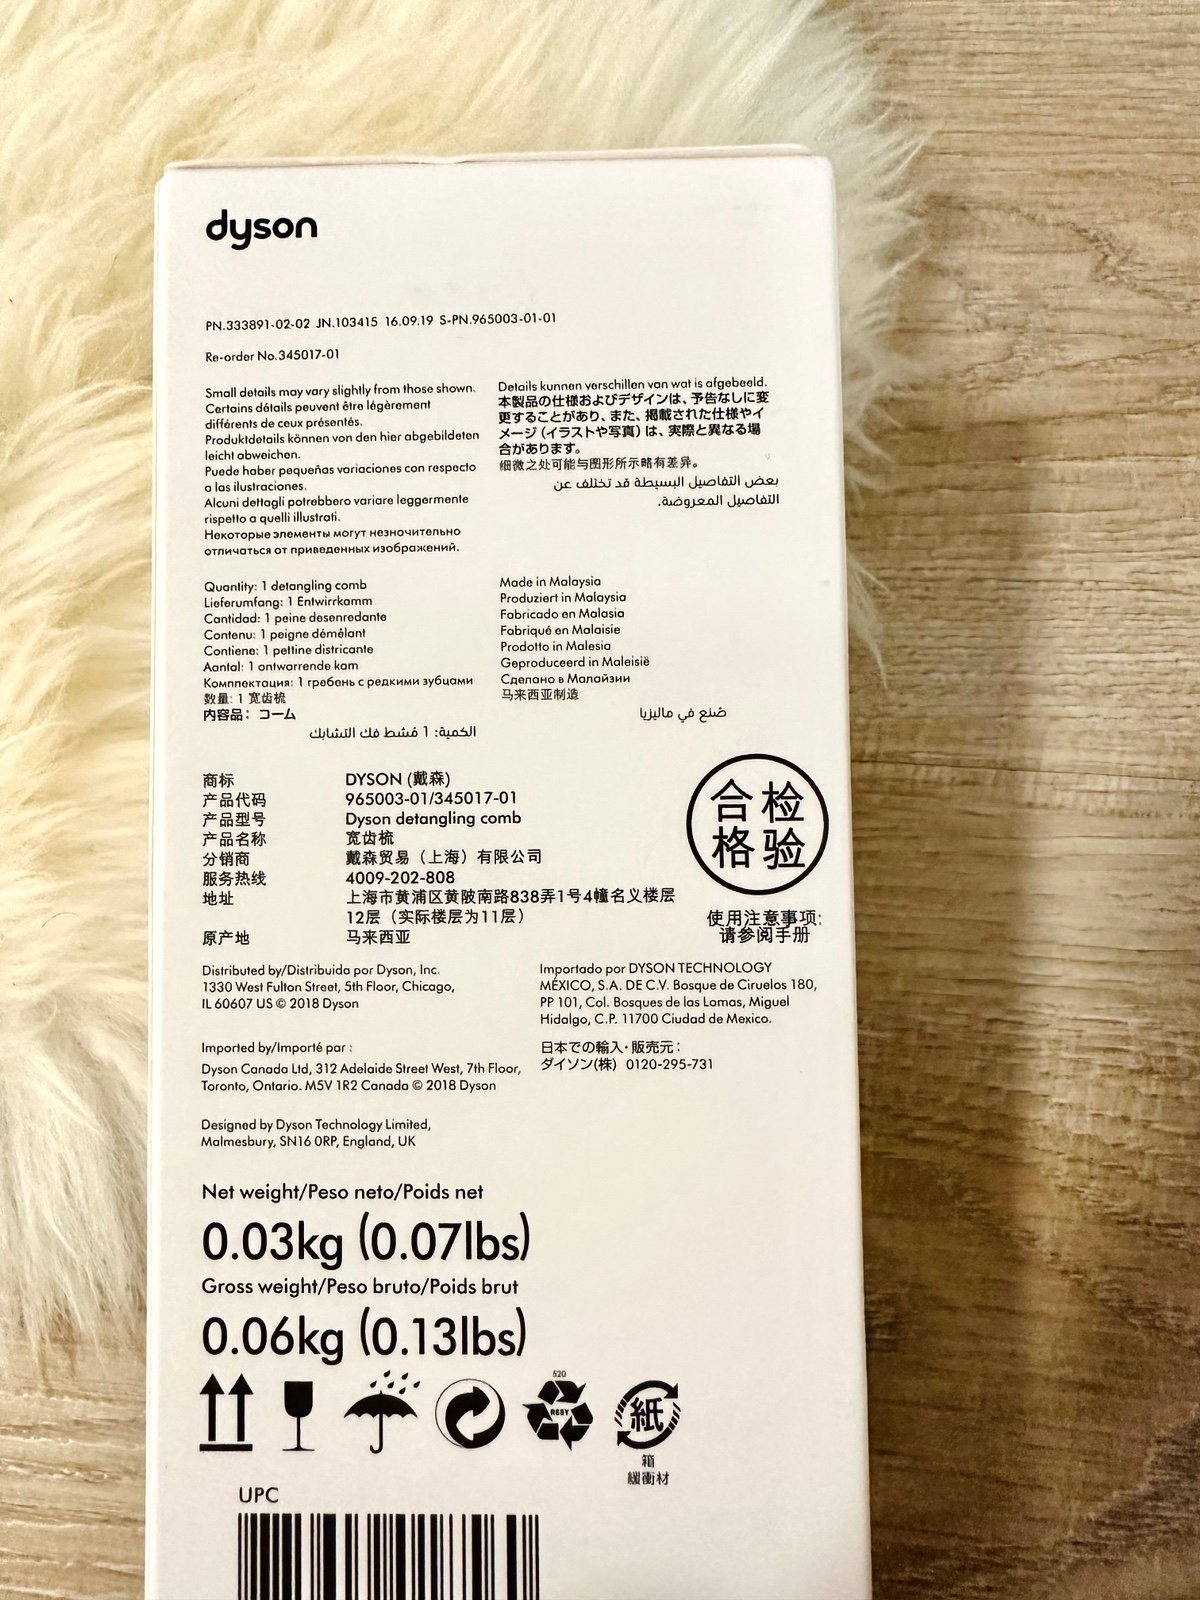 dyson
PN.333891-02-02 JN.103415 16.09.19 S-PN.965003-01-01
Re-order No.345017-01
Small details may vary slightly from those shown.
Certains détails peuvent être légèrement
différents de ceux présentés.
Produktdetails können von den hier abgebildeten
leicht abweichen.
Puede haber pequeñas variaciones con respecto
a las ilustraciones.
Alcuni dettagli potrebbero variare leggermente
rispetto a quelli illustrati.
Некоторые элементы могут незначительно
отличаться от приведенных изображений.
Details kunnen verschillen van wat is afgebeeld.
本製品の仕様およびデザインは、予告なしに変
更することがあり、また、掲載された仕様やイ
メージ（イラストや写真）は、実際と異なる場
合があります。
细微之处可能与图形所示略有差异。
بعض التفاصيل البسيطة قد تختلف عن
التفاصيل المعروضة.
Quantity: 1 detangling comb
Lieferumfang: 1 Entwirrkamm
Cantidad: 1 peine desenredante
Contenu: 1 peigne démêlant
Contiene: 1 pettine districante
Aantal: 1 ontwarrende kam
Комплектация: 1 гребень с редкими зубцами
数量: 1 宽齿梳
内容品：コーム
الكمية: 1 مُشط فك التشابك
Made in Malaysia
Produziert in Malaysia
Fabricado en Malasia
Fabriqué en Malaisie
Prodotto in Malesia
Geproduceerd in Maleisië
Сделано в Малайзии
马来西亚制造
صُنع في ماليزيا
商标 DYSON (戴森)
产品代码 965003-01/345017-01
产品型号 Dyson detangling comb
产品名称 宽齿梳
分销商 戴森贸易（上海）有限公司
服务热线 4009-202-808
地址 上海市黄浦区黄陂南路838弄1号4幢名义楼层
12层（实际楼层为11层）
原产地 马来西亚
合检
格验
使用注意事项:
请参阅手册
Distributed by/Distribuida por Dyson, Inc.
1330 West Fulton Street, 5th Floor, Chicago,
IL 60607 US © 2018 Dyson
Importado por DYSON TECHNOLOGY
MÉXICO, S.A. DE C.V. Bosque de Ciruelos 180,
PP 101, Col. Bosques de las Lomas, Miguel
Hidalgo, C.P. 11700 Ciudad de Mexico.
Imported by/Importé par :
Dyson Canada Ltd, 312 Adelaide Street West, 7th Floor,
Toronto, Ontario. M5V 1R2 Canada © 2018 Dyson
日本での輸入・販売元：
ダイソン(株) 0120-295-731
Designed by Dyson Technology Limited,
Malmesbury, SN16 0RP, England, UK
Net weight/Peso neto/Poids net
0.03kg (0.07lbs)
Gross weight/Peso bruto/Poids brut
0.06kg (0.13lbs)
520
RESY
紙
箱
緩衝材
UPC